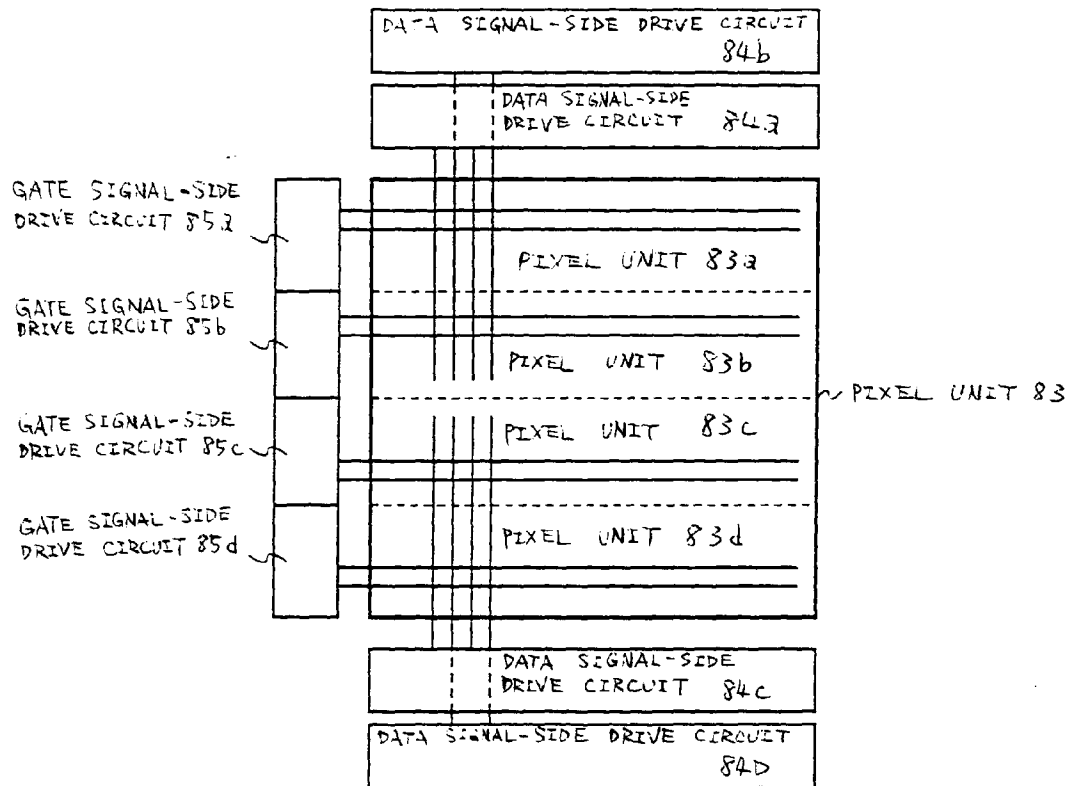 DATA SIGNAL-SIDE DRIVE CIRCUIT
84b
DATA SIGNAL-SIDE
DRIVE CIRCUIT 84a
GATE SIGNAL-SIDE
DRIVE CIRCUIT 85a
PIXEL UNIT 83a
GATE SIGNAL-SIDE
DRIVE CIRCUIT 85b
PIXEL UNIT 83b
PIXEL UNIT 83
GATE SIGNAL-SIDE
DRIVE CIRCUIT 85c
PIXEL UNIT 83c
GATE SIGNAL-SIDE
DRIVE CIRCUIT 85d
PIXEL UNIT 83d
DATA SIGNAL-SIDE
DRIVE CIRCUIT 84c
DATA SIGNAL-SIDE DRIVE CIRCUIT
84D